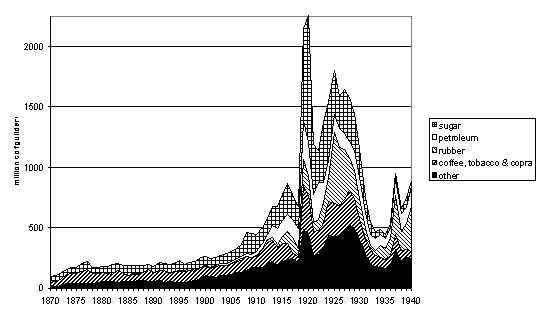 2000
1500
1000
500
0
million of guilders
1870 1875 1880 1885 1890 1895 1900 1905 1910 1915 1920 1925 1930 1935 1940
sugar
petroleum
rubber
coffee, tobacco & copra
other